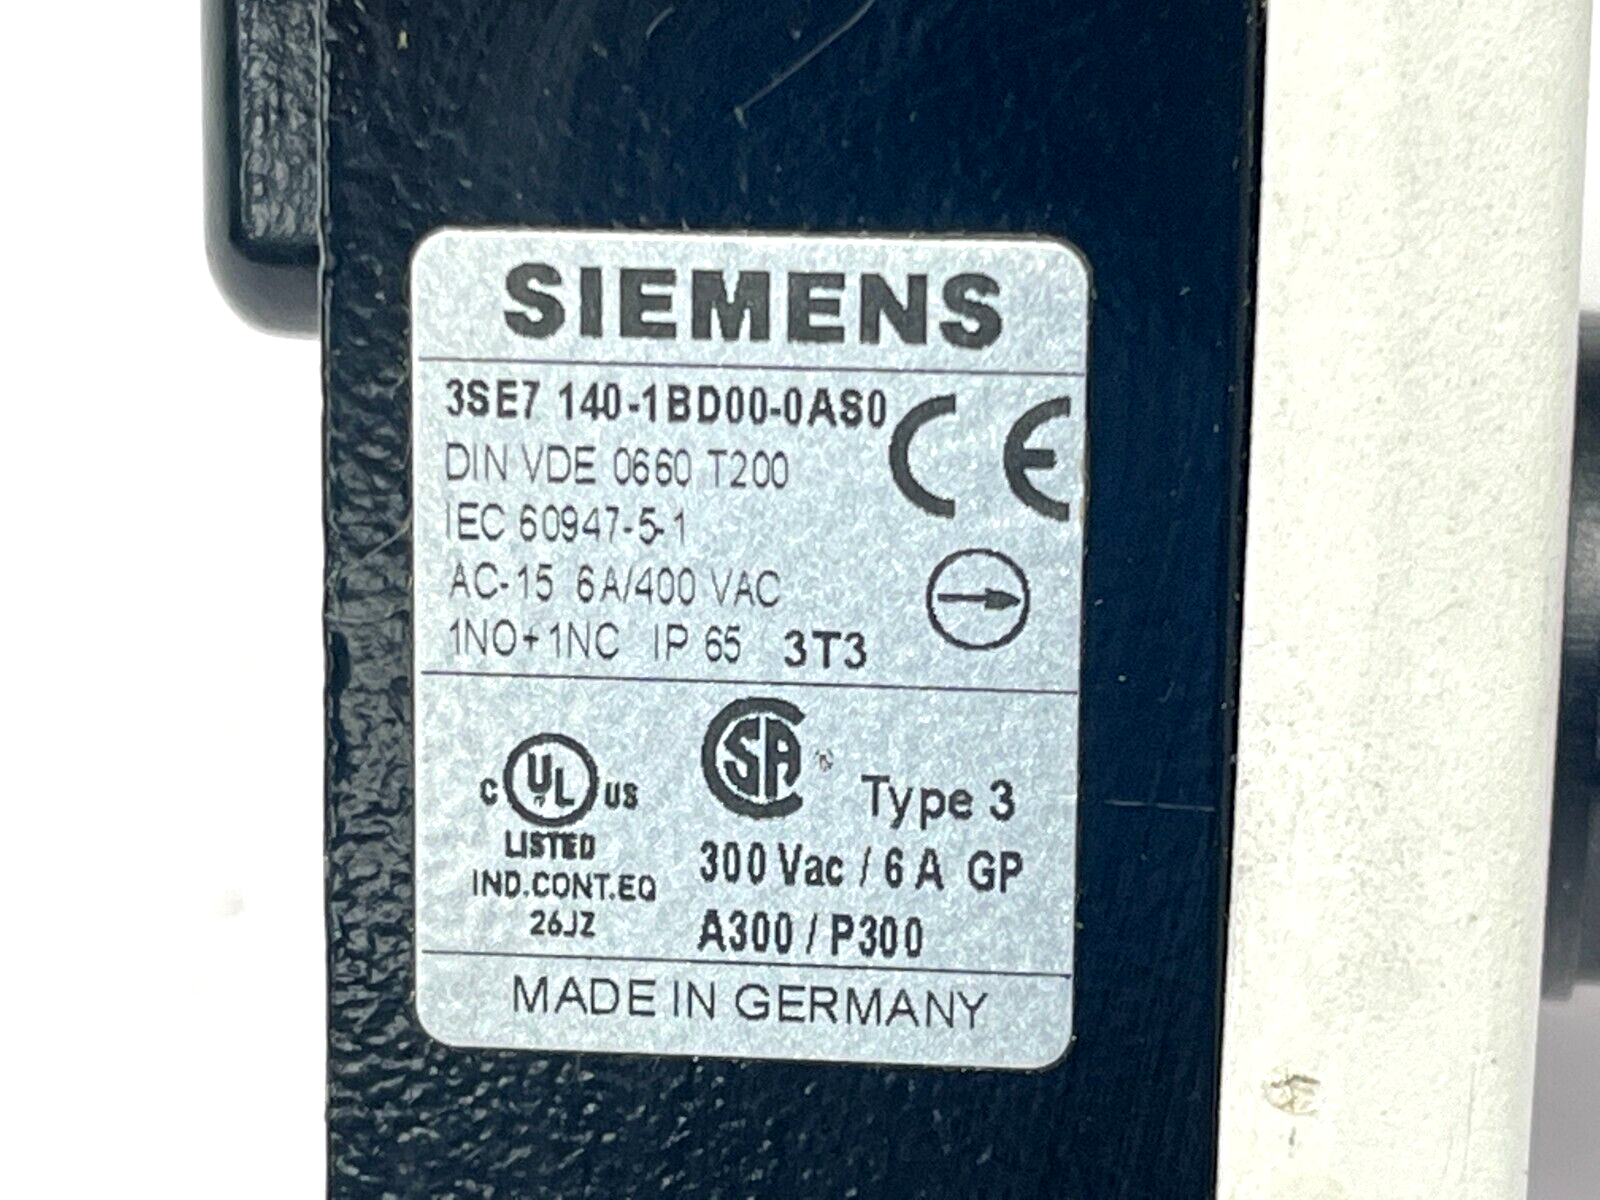 SIEMENS
3SE7 140-1BD00-0AS0
CE
DIN VDE 0660 T200
IEC 60947-5-1
AC-15 6A/400 VAC
1NO+1NC IP 65 3T3
C UL US
LISTED
IND.CONT.EQ
26JZ
CSA ®
Type 3
300 Vac / 6 A GP
A300 / P300
MADE IN GERMANY